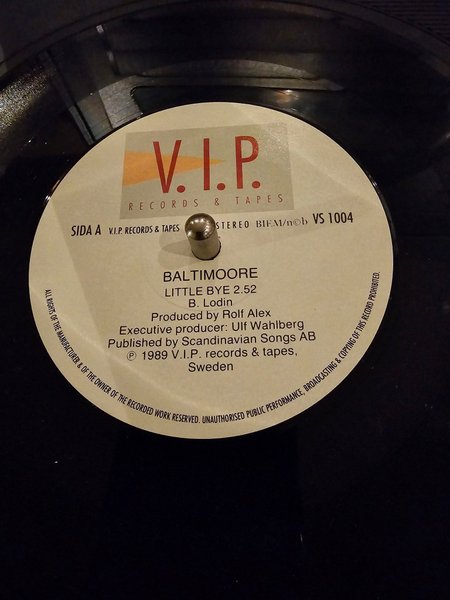 V.I.P.
RECORDS & TAPES
SIDA A V.I.P. RECORDS & TAPES STEREO BIEM/n©b VS 1004
BALTIMOORE
LITTLE BYE 2.52
B. Lodin
Produced by Rolf Alex
Executive producer: Ulf Wahlberg
Published by Scandinavian Songs AB
℗ 1989 V.I.P. records & tapes,
Sweden
ALL RIGHTS OF THE MANUFACTURER & OF THE OWNER OF THE RECORDED WORK RESERVED. UNAUTHORISED PUBLIC PERFORMANCE, BROADCASTING & COPYING OF THIS RECORD PROHIBITED.